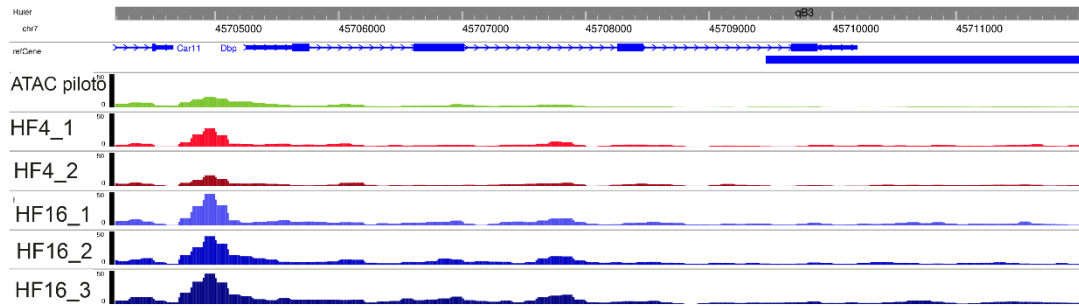 Ruler qB3
chr7 45705000 45706000 45707000 45708000 45709000 45710000 45711000
refGene Car11 Dbp
ATAC piloto 50 0
HF4_1 50 0
HF4_2 50 0
HF16_1 50 0
HF16_2 50 0
HF16_3 50 0